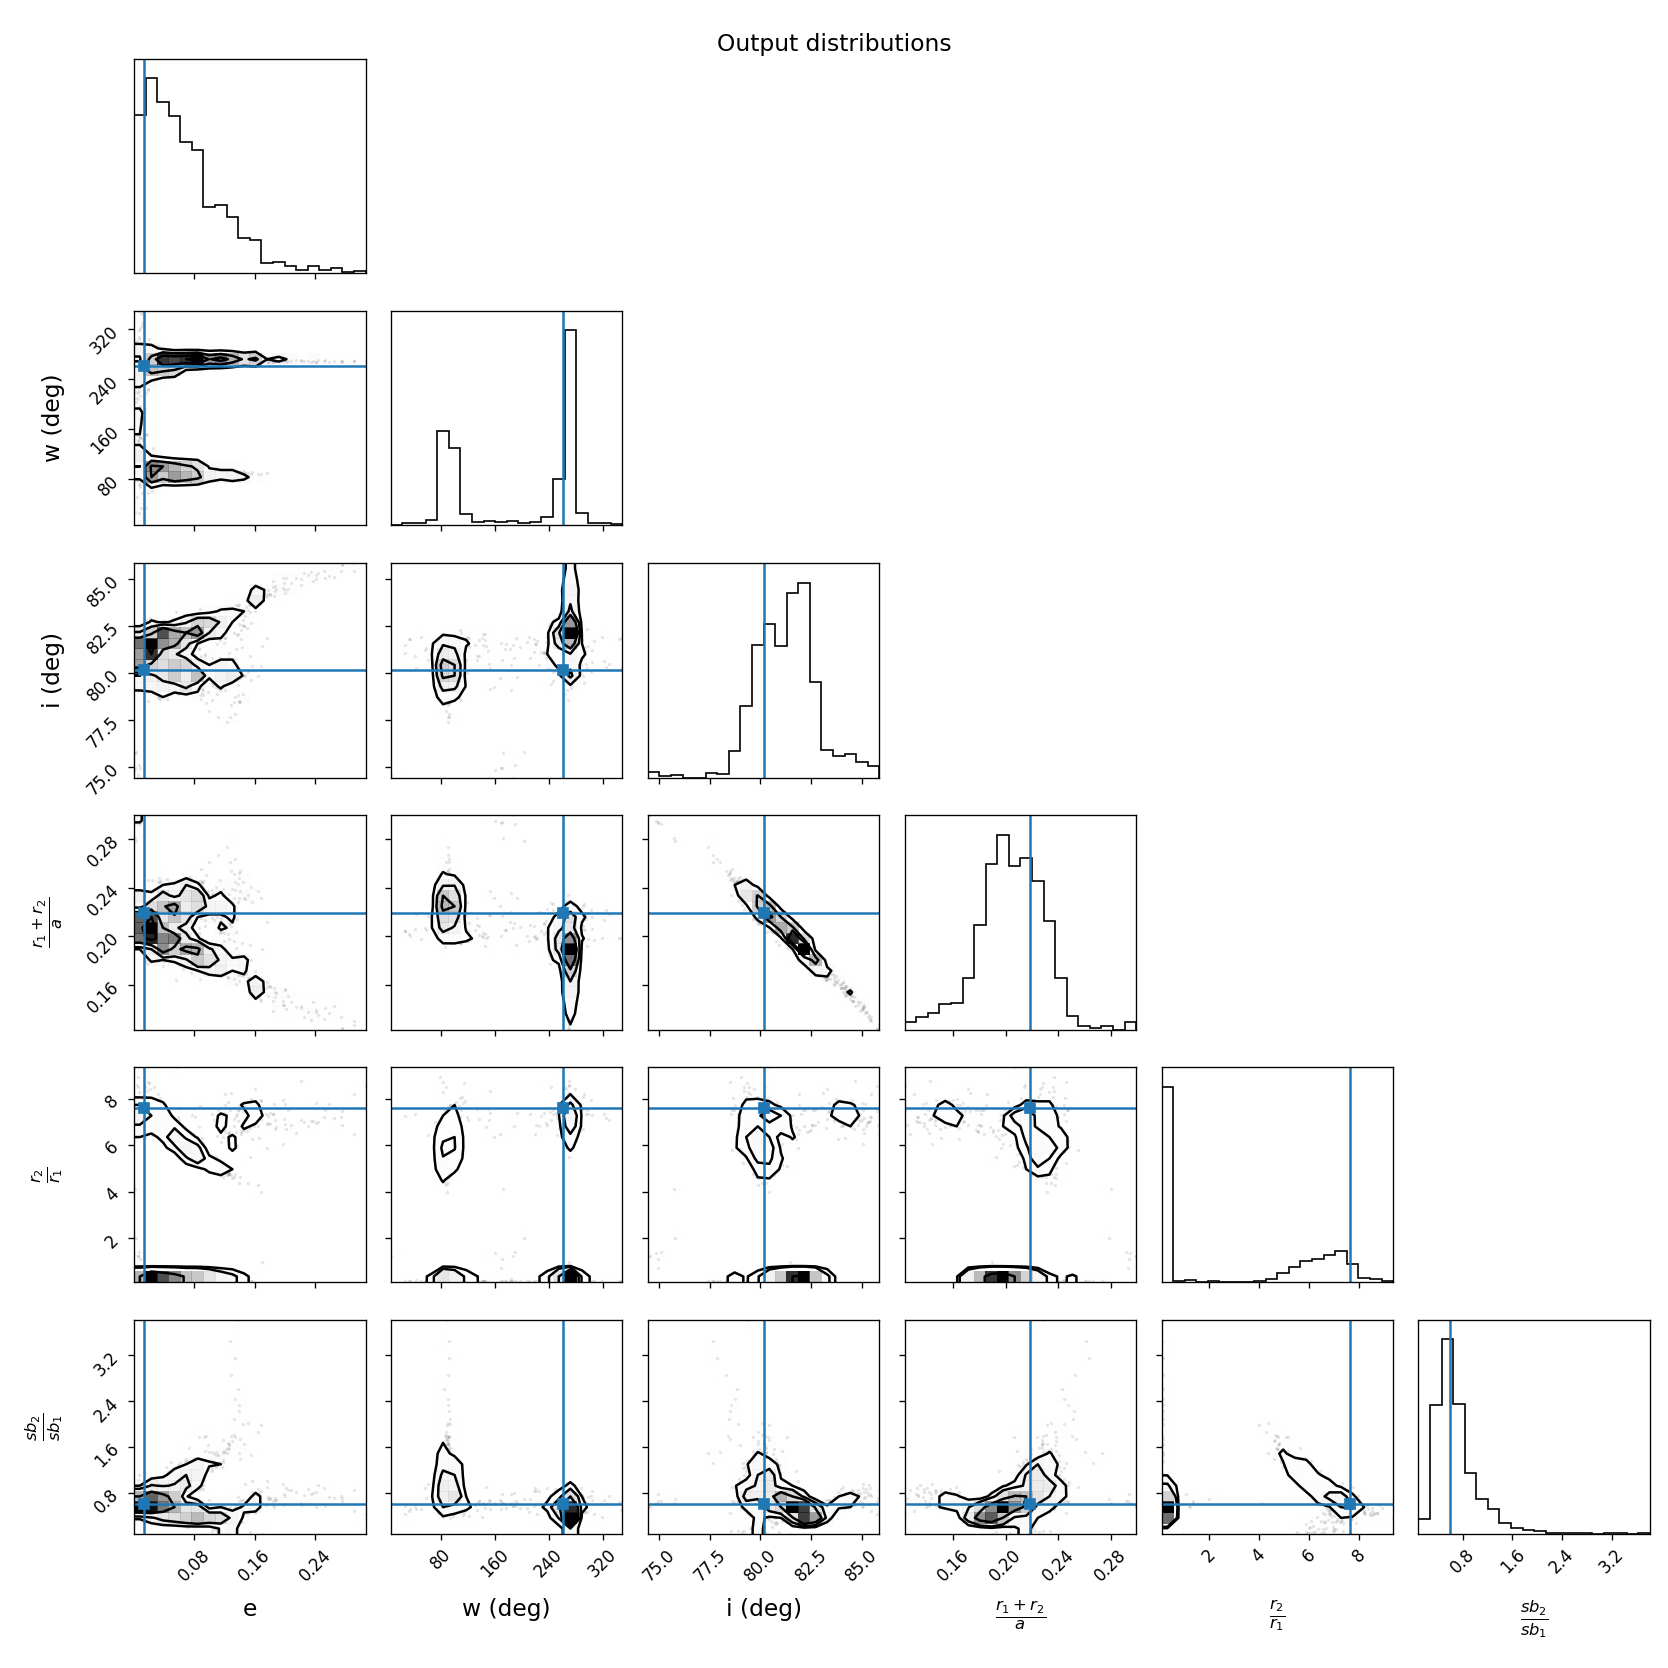 Output distributions
320
240
160
80
w (deg)
85.0
82.5
80.0
77.5
75.0
i (deg)
0.28
0.24
0.20
0.16
r₁ + r₂
a
8
6
4
2
r₂
r₁
3.2
2.4
1.6
0.8
sb₂
sb₁
0.08 0.16 0.24
80 160 240 320
75.0 77.5 80.0 82.5 85.0
0.16 0.20 0.24 0.28
2 4 6 8
0.8 1.6 2.4 3.2
e
w (deg)
i (deg)
r₁ + r₂
a
r₂
r₁
sb₂
sb₁